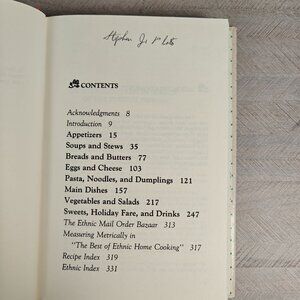 CONTENTS
Acknowledgments 8
Introduction 9
Appetizers 15
Soups and Stews 35
Breads and Butters 77
Eggs and Cheese 103
Pasta, Noodles, and Dumplings 121
Main Dishes 157
Vegetables and Salads 217
Sweets, Holiday Fare, and Drinks 247
The Ethnic Mail Order Bazaar 313
Measuring Metrically in
"The Best of Ethnic Home Cooking" 317
Recipe Index 319
Ethnic Index 331